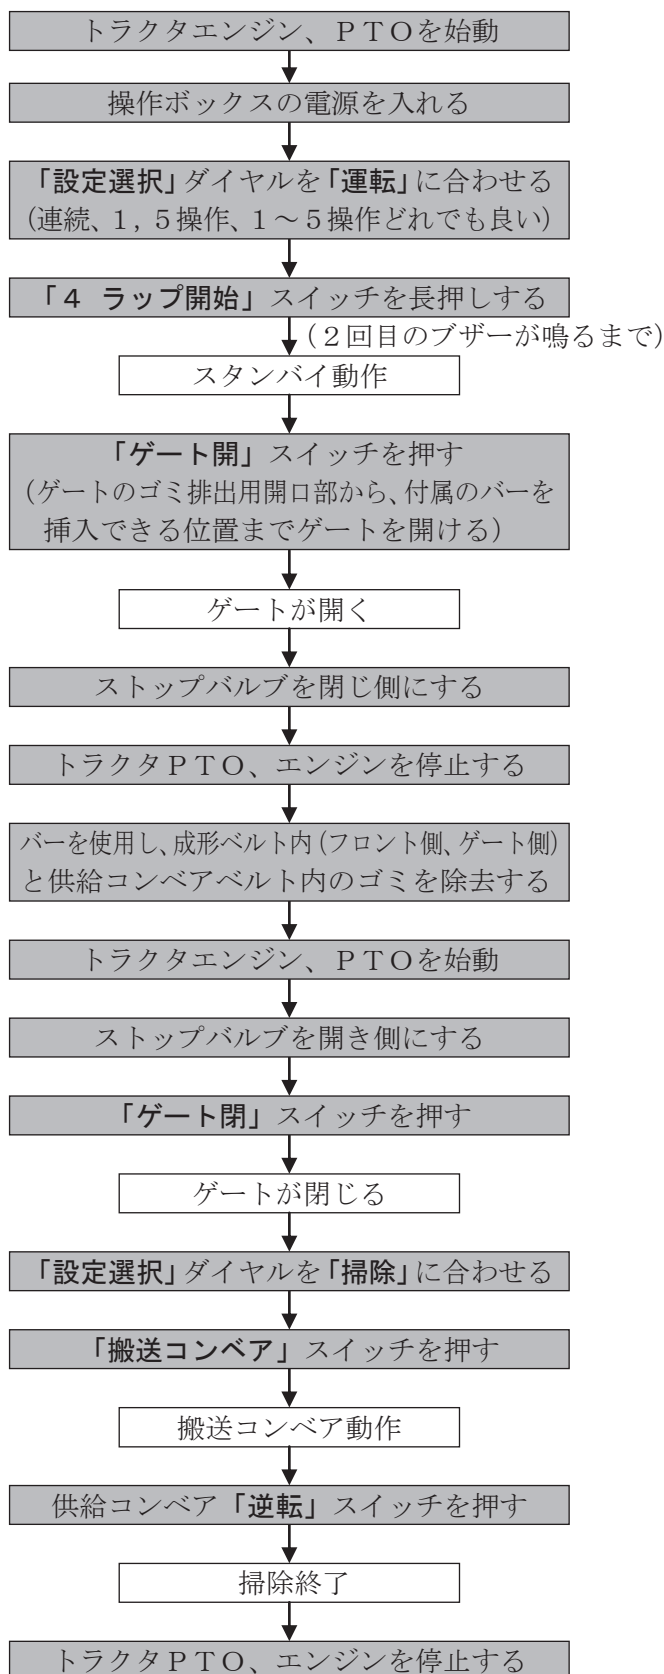 トラクタエンジン、ＰＴＯを始動
操作ボックスの電源を入れる
「設定選択」ダイヤルを「運転」に合わせる
（連続、１，５操作、１～５操作どれでも良い）
「４　ラップ開始」スイッチを長押しする
（２回目のブザーが鳴るまで）
スタンバイ動作
「ゲート開」スイッチを押す
（ゲートのゴミ排出用開口部から、付属のバーを
挿入できる位置までゲートを開ける）
ゲートが開く
ストップバルブを閉じ側にする
トラクタＰＴＯ、エンジンを停止する
バーを使用し、成形ベルト内（フロント側、ゲート側）
と供給コンベアベルト内のゴミを除去する
トラクタエンジン、ＰＴＯを始動
ストップバルブを開き側にする
「ゲート閉」スイッチを押す
ゲートが閉じる
「設定選択」ダイヤルを「掃除」に合わせる
「搬送コンベア」スイッチを押す
搬送コンベア動作
供給コンベア「逆転」スイッチを押す
掃除終了
トラクタＰＴＯ、エンジンを停止する